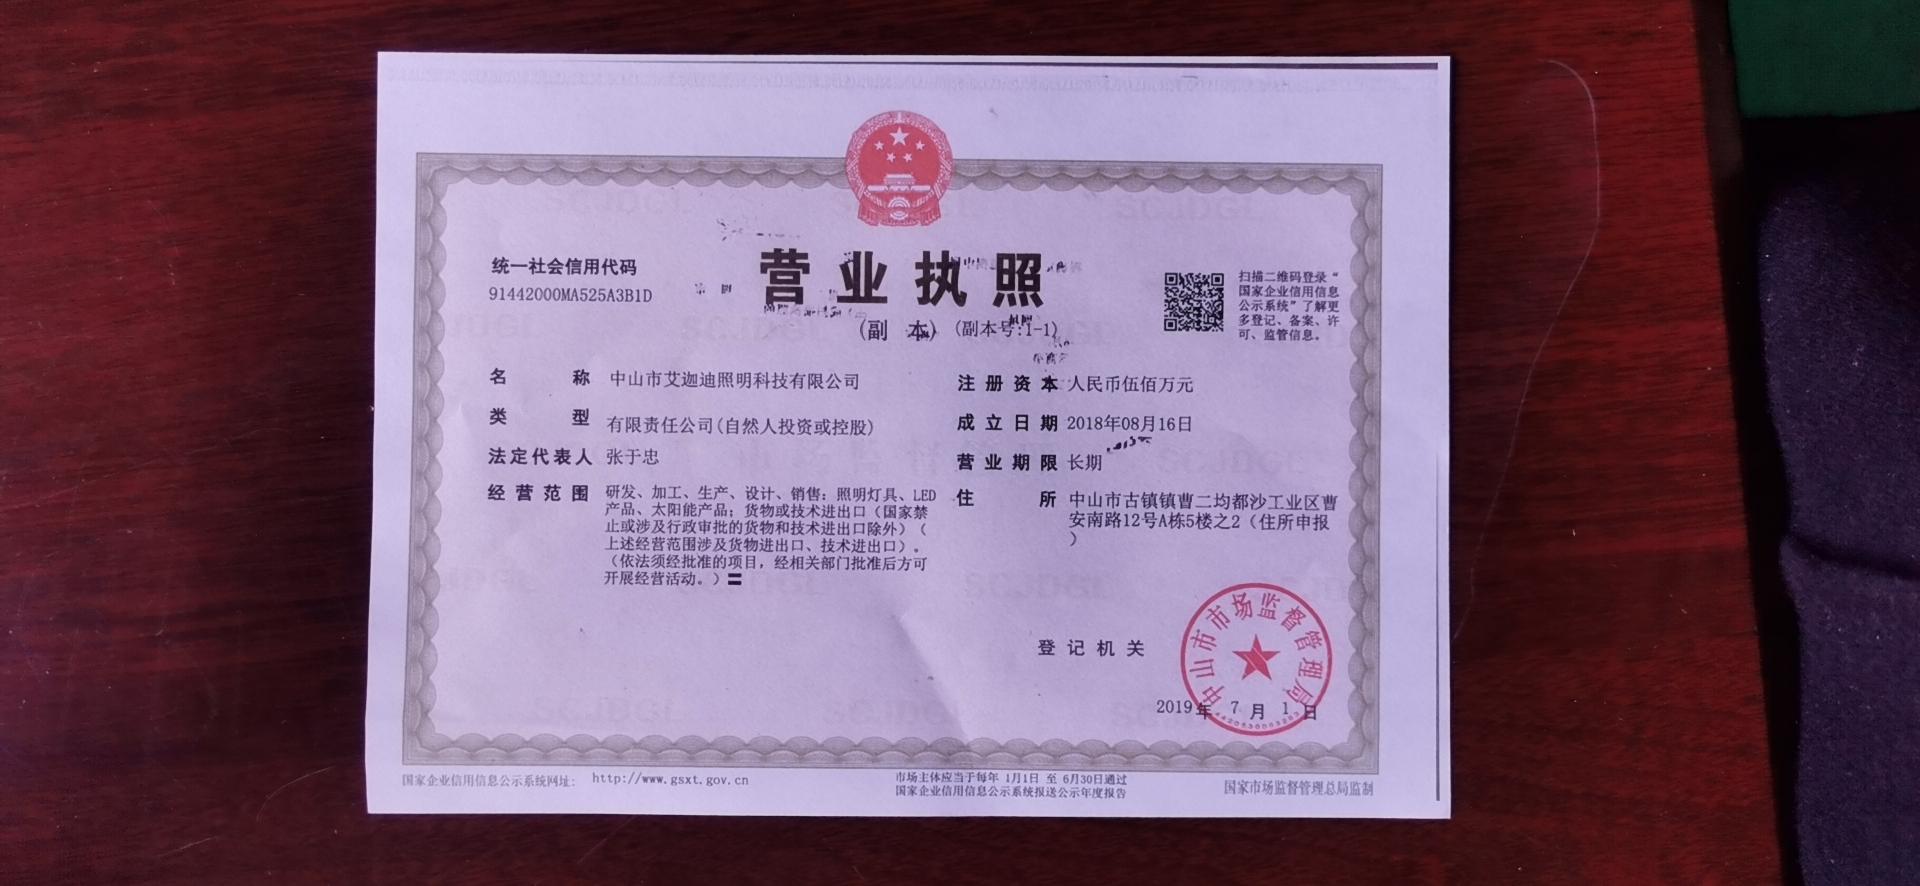 统一社会信用代码
91442000MA525A3B1D
营业执照
(副 本) (副本号:1-1)
扫描二维码登录“
国家企业信用信息
公示系统”了解更
多登记、备案、许
可、监管信息。
名 称 中山市艾迦迪照明科技有限公司
类 型 有限责任公司(自然人投资或控股)
法定代表人 张于忠
经营范围 研发、加工、生产、设计、销售：照明灯具、LED
产品、太阳能产品；货物或技术进出口（国家禁
止或涉及行政审批的货物和技术进出口除外）（
上述经营范围涉及货物进出口、技术进出口）。
（依法须经批准的项目，经相关部门批准后方可
开展经营活动。）〓
注册资本 人民币伍佰万元
成立日期 2018年08月16日
营业期限 长期
住 所 中山市古镇镇曹二均都沙工业区曹
安南路12号A栋5楼之2（住所申报
）
登记机关
中山市市场监督管理局
2019年 7 月 1 日
国家企业信用信息公示系统网址: http://www.gsxt.gov.cn
市场主体应当于每年 1月1日 至 6月30日通过
国家企业信用信息公示系统报送公示年度报告
国家市场监督管理总局监制